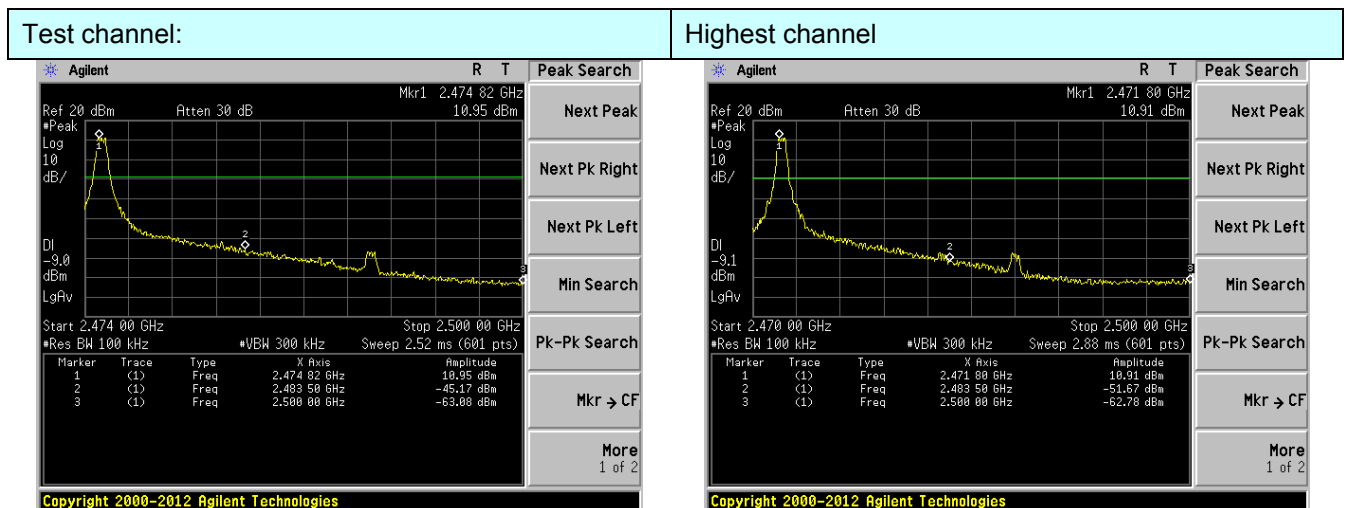 Test channel:
Highest channel
Agilent R T Peak Search
Mkr1 2.474 82 GHz
Ref 20 dBm Atten 30 dB 10.95 dBm
#Peak
Log
10
dB/
1
2
3
DI
-9.0
dBm
LgAv
Start 2.474 00 GHz Stop 2.500 00 GHz
#Res BW 100 kHz #VBW 300 kHz Sweep 2.52 ms (601 pts)
Marker Trace Type X Axis Amplitude
1 (1) Freq 2.474 82 GHz 10.95 dBm
2 (1) Freq 2.483 50 GHz -45.17 dBm
3 (1) Freq 2.500 00 GHz -63.08 dBm
Next Peak
Next Pk Right
Next Pk Left
Min Search
Pk-Pk Search
Mkr → CF
More
1 of 2
Copyright 2000-2012 Agilent Technologies
Agilent R T Peak Search
Mkr1 2.471 80 GHz
Ref 20 dBm Atten 30 dB 10.91 dBm
#Peak
Log
10
dB/
1
2
3
DI
-9.1
dBm
LgAv
Start 2.470 00 GHz Stop 2.500 00 GHz
#Res BW 100 kHz #VBW 300 kHz Sweep 2.88 ms (601 pts)
Marker Trace Type X Axis Amplitude
1 (1) Freq 2.471 80 GHz 10.91 dBm
2 (1) Freq 2.483 50 GHz -51.67 dBm
3 (1) Freq 2.500 00 GHz -62.78 dBm
Next Peak
Next Pk Right
Next Pk Left
Min Search
Pk-Pk Search
Mkr → CF
More
1 of 2
Copyright 2000-2012 Agilent Technologies